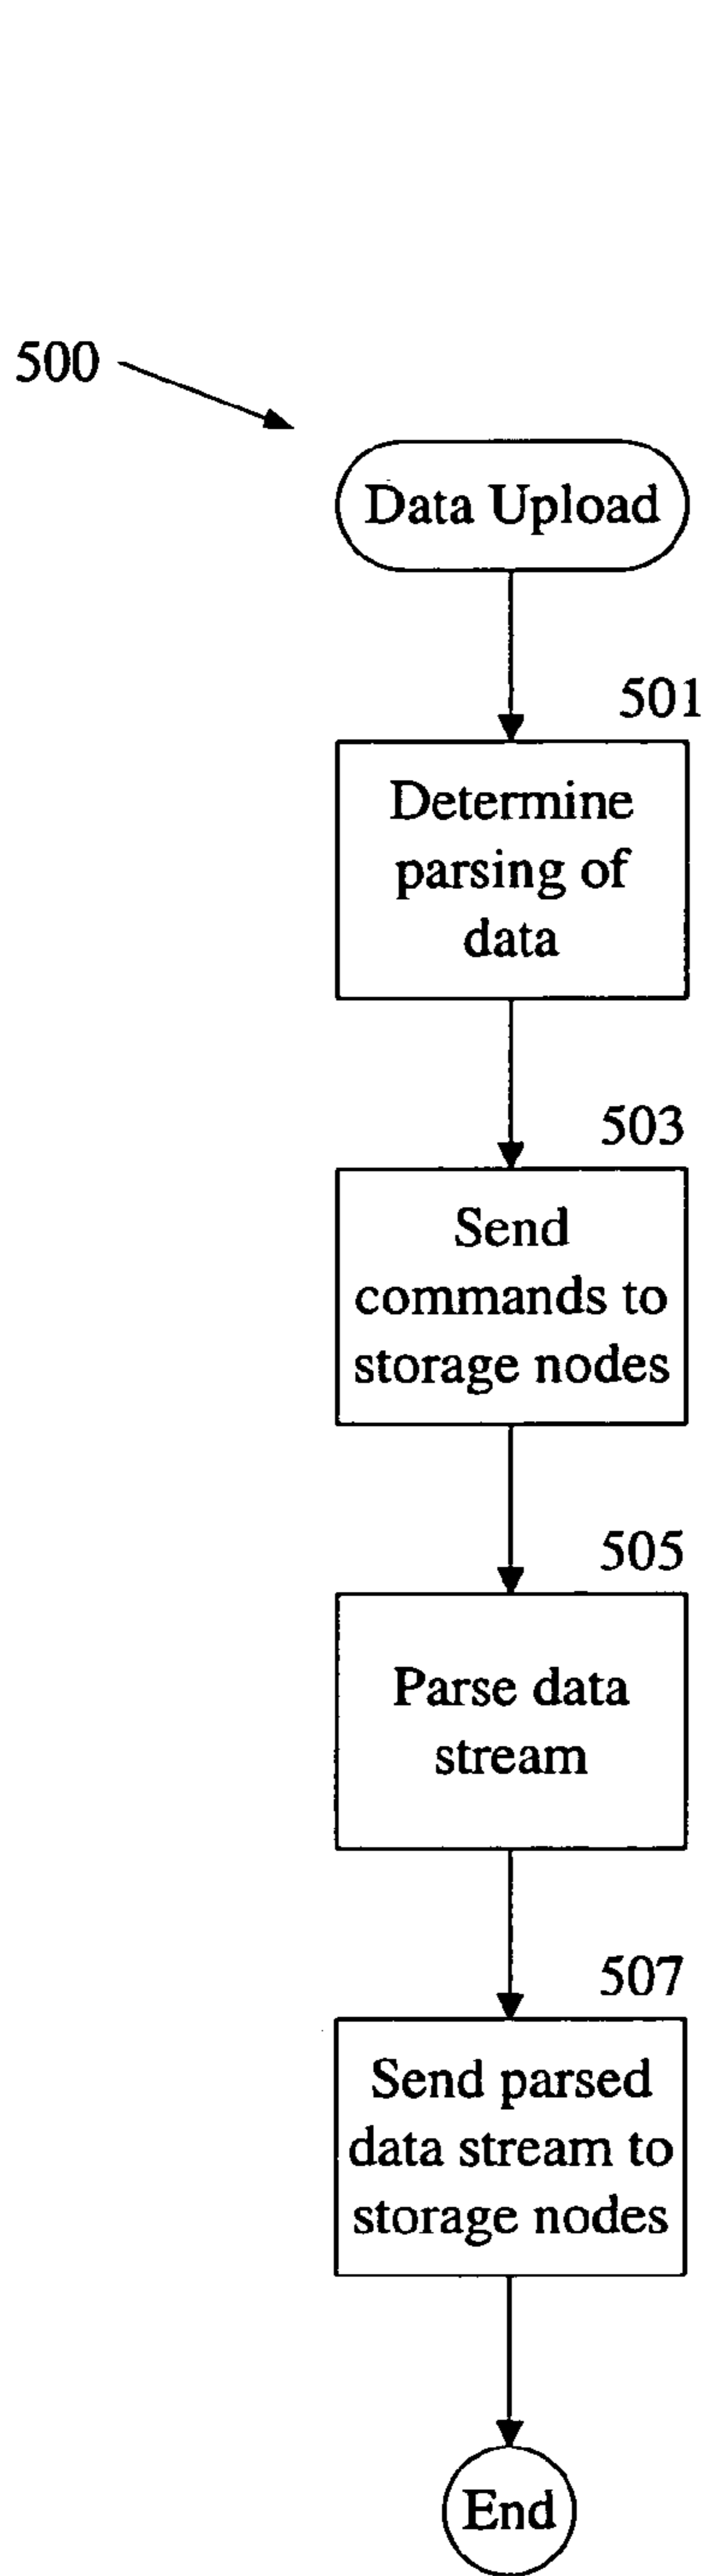 500
Data Upload
501
Determine
parsing of
data
503
Send
commands to
storage nodes
505
Parse data
stream
507
Send parsed
data stream to
storage nodes
End